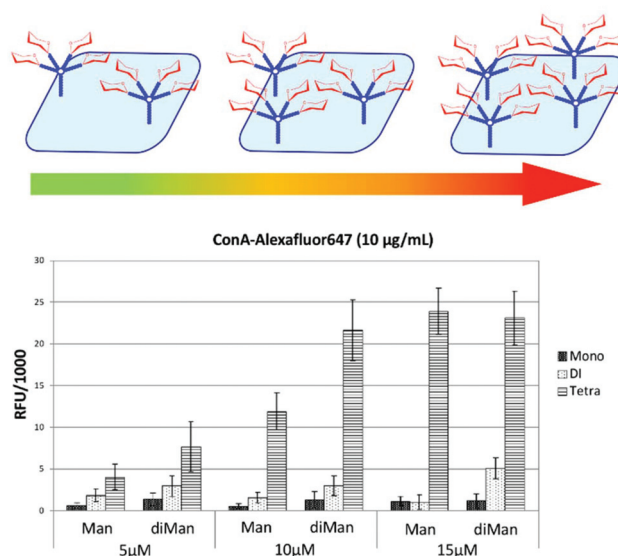 ConA-Alexafluor647 (10 µg/mL)
RFU/1000
30
25
20
15
10
5
0
Mono
DI
Tetra
Man diMan Man diMan Man diMan
5µM 10µM 15µM